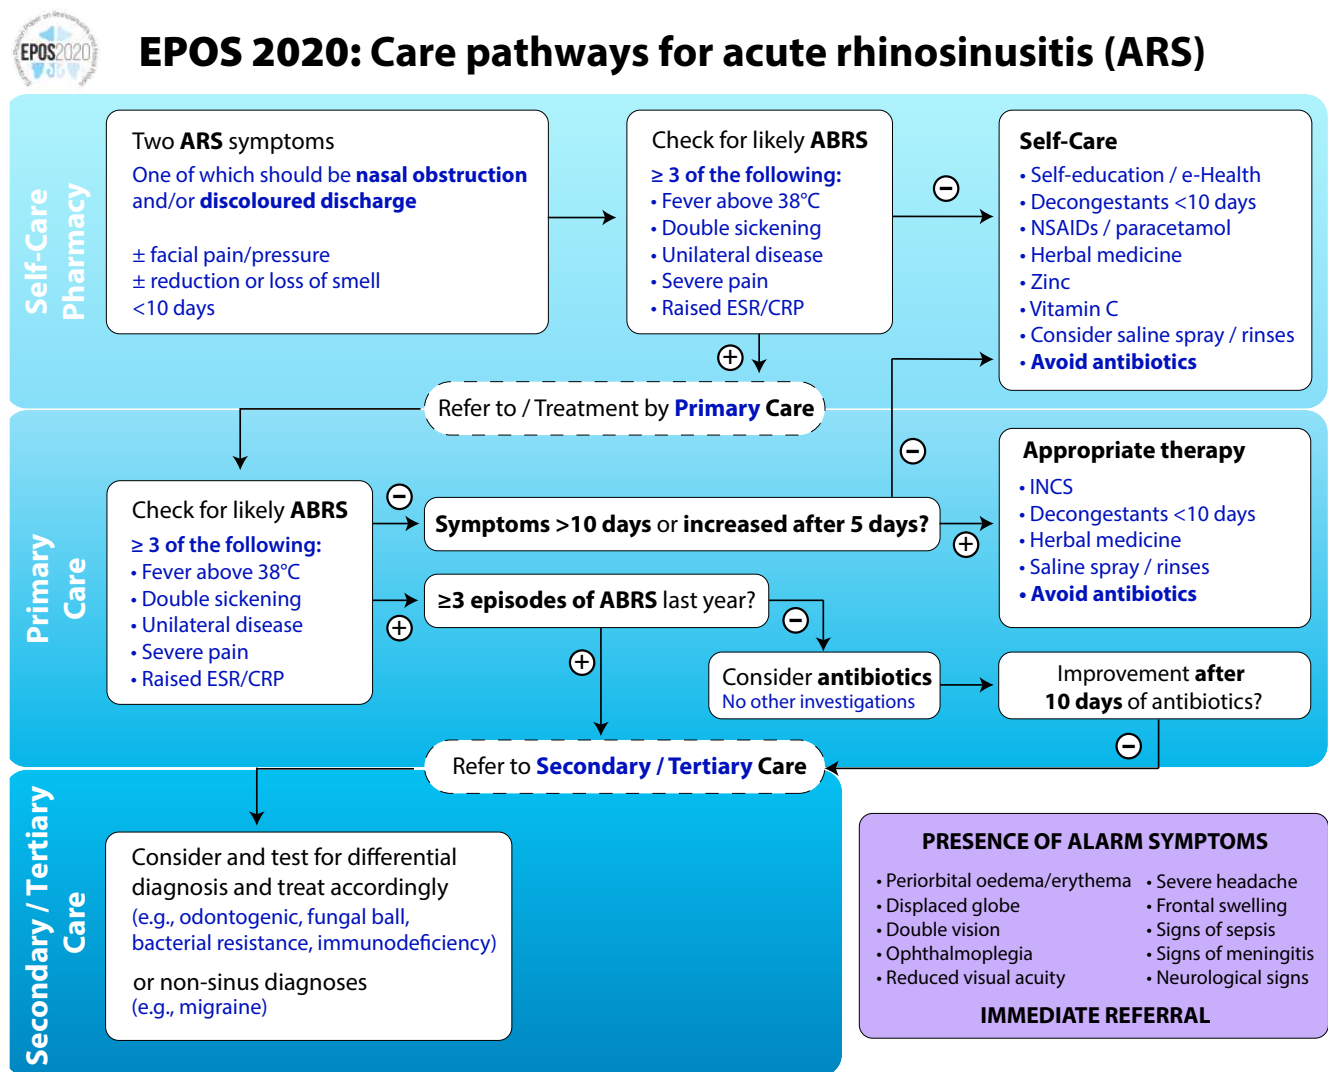 EPOS2020
EPOS 2020: Care pathways for acute rhinosinusitis (ARS)
Self-Care
Pharmacy
Two ARS symptoms
One of which should be nasal obstruction
and/or discoloured discharge
± facial pain/pressure
± reduction or loss of smell
<10 days
Check for likely ABRS
≥ 3 of the following:
• Fever above 38°C
• Double sickening
• Unilateral disease
• Severe pain
• Raised ESR/CRP
−
+
Self-Care
• Self-education / e-Health
• Decongestants <10 days
• NSAIDs / paracetamol
• Herbal medicine
• Zinc
• Vitamin C
• Consider saline spray / rinses
• Avoid antibiotics
Refer to / Treatment by Primary Care
Primary
Care
Check for likely ABRS
≥ 3 of the following:
• Fever above 38°C
• Double sickening
• Unilateral disease
• Severe pain
• Raised ESR/CRP
−
+
Symptoms >10 days or increased after 5 days?
−
+
Appropriate therapy
• INCS
• Decongestants <10 days
• Herbal medicine
• Saline spray / rinses
• Avoid antibiotics
≥3 episodes of ABRS last year?
−
+
Consider antibiotics
No other investigations
Improvement after
10 days of antibiotics?
−
Refer to Secondary / Tertiary Care
Secondary / Tertiary
Care
Consider and test for differential
diagnosis and treat accordingly
(e.g., odontogenic, fungal ball,
bacterial resistance, immunodeficiency)
or non-sinus diagnoses
(e.g., migraine)
PRESENCE OF ALARM SYMPTOMS
• Periorbital oedema/erythema
• Displaced globe
• Double vision
• Ophthalmoplegia
• Reduced visual acuity
• Severe headache
• Frontal swelling
• Signs of sepsis
• Signs of meningitis
• Neurological signs
IMMEDIATE REFERRAL